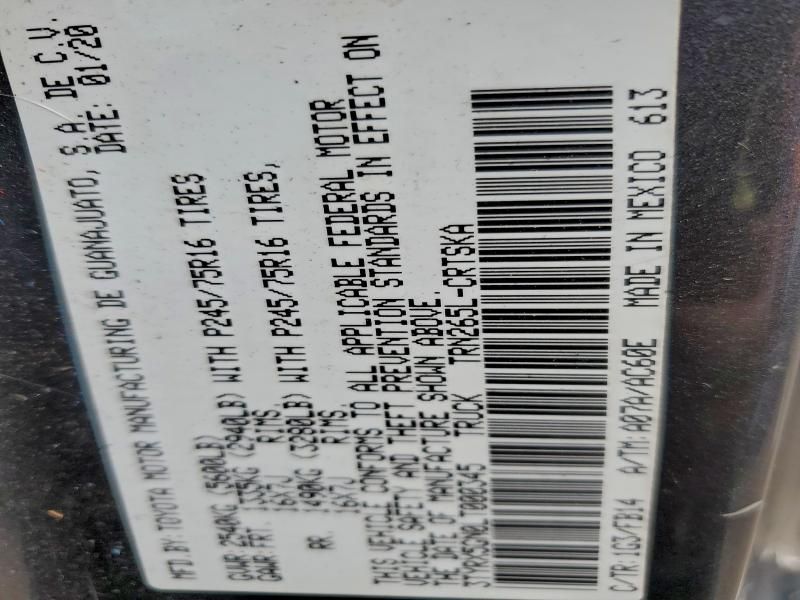 MFD.BY: TOYOTA MOTOR MANUFACTURING DE GUANAJUATO, S.A. DE C.V.
DATE: 01/20
GVWR 2540KG (5600LB)
GAWR: FRT. 1335KG (2940LB) WITH P245/75R16 TIRES
16X7J RIMS,
RR. 1490KG (3280LB) WITH P245/75R16 TIRES,
16X7J RIMS.
THIS VEHICLE CONFORMS TO ALL APPLICABLE FEDERAL MOTOR
VEHICLE SAFETY AND THEFT PREVENTION STANDARDS IN EFFECT ON
THE DATE OF MANUFACTURE SHOWN ABOVE.
TRUCK TRN265L-CRTSKA
C/TR: 1G3/FB14 A/TM: A07A/AC60E MADE IN MEXICO 613